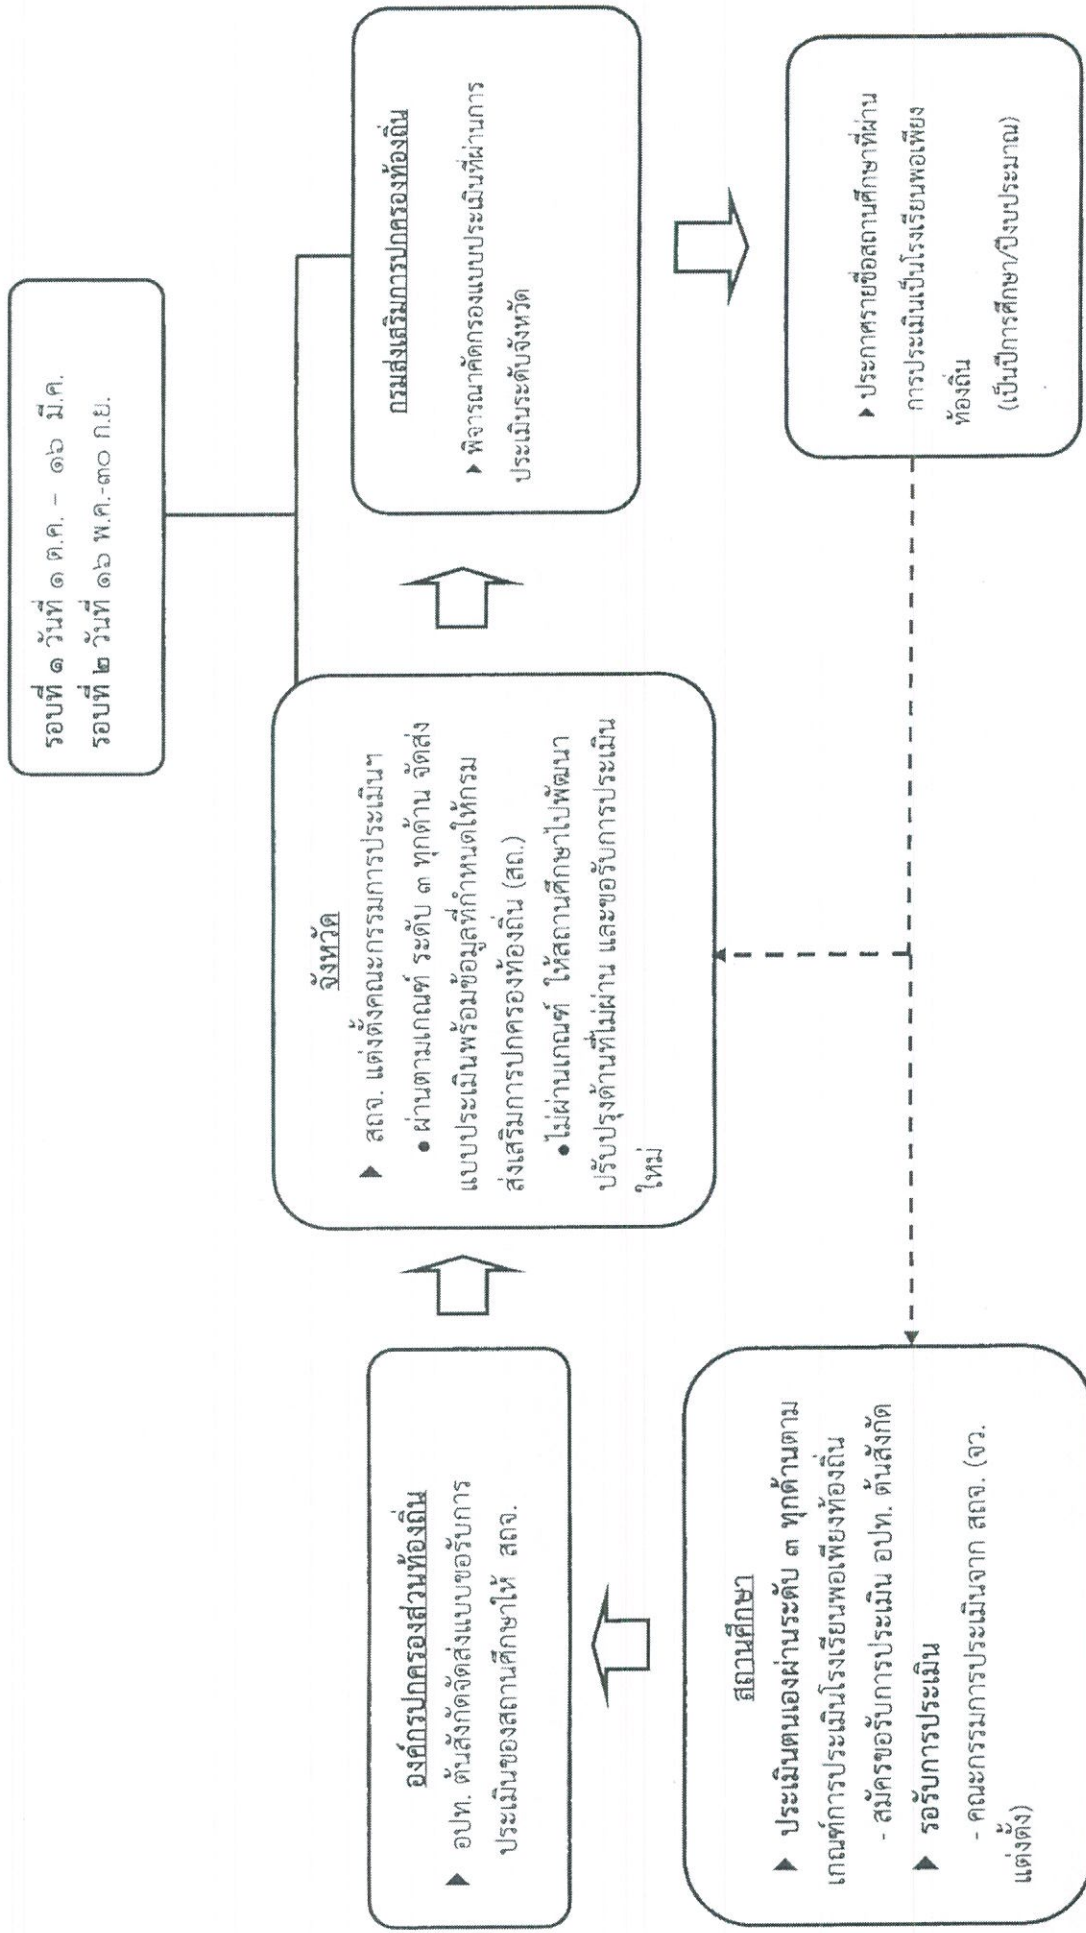 รอบที่ ๑ วันที่ ๑ ต.ค. – ๑๖ มี.ค.
รอบที่ ๒ วันที่ ๑๖ พ.ค.-๓๐ ก.ย.
องค์กรปกครองส่วนท้องถิ่น
▶ อปท. ต้นสังกัดจัดส่งแบบขอรับการ
ประเมินของสถานศึกษาให้ สถจ.
จังหวัด
▶ สถจ. แต่งตั้งคณะกรรมการประเมินฯ
• ผ่านตามเกณฑ์ ระดับ ๓ ทุกด้าน จัดส่ง
แบบประเมินพร้อมข้อมูลที่กำหนดให้กรม
ส่งเสริมการปกครองท้องถิ่น (สถ.)
•ไม่ผ่านเกณฑ์ ให้สถานศึกษาไปพัฒนา
ปรับปรุงด้านที่ไม่ผ่าน และขอรับการประเมิน
ใหม่
กรมส่งเสริมการปกครองท้องถิ่น
▶ พิจารณาคัดกรองแบบประเมินที่ผ่านการ
ประเมินระดับจังหวัด
สถานศึกษา
▶ ประเมินตนเองผ่านระดับ ๓ ทุกด้านตาม
เกณฑ์การประเมินโรงเรียนพอเพียงท้องถิ่น
- สมัครขอรับการประเมิน อปท. ต้นสังกัด
▶ รอรับการประเมิน
- คณะกรรมการประเมินจาก สถจ. (จว.
แต่งตั้ง)
▶ ประกาศรายชื่อสถานศึกษาที่ผ่าน
การประเมินเป็นโรงเรียนพอเพียง
ท้องถิ่น
(เป็นปีการศึกษา/ปีงบประมาณ)